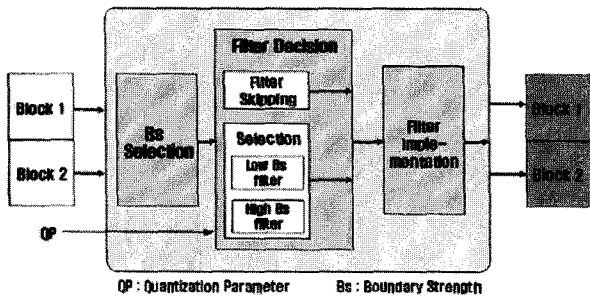 Filter Decision
Block 1
Block 2
QP
Bs
Selection
Filter
Skipping
Selection
Low Bs
filter
High Bs
filter
Filter
Imple-
mentation
Block 1
Block 2
QP : Quantization Parameter
Bs : Boundary Strength